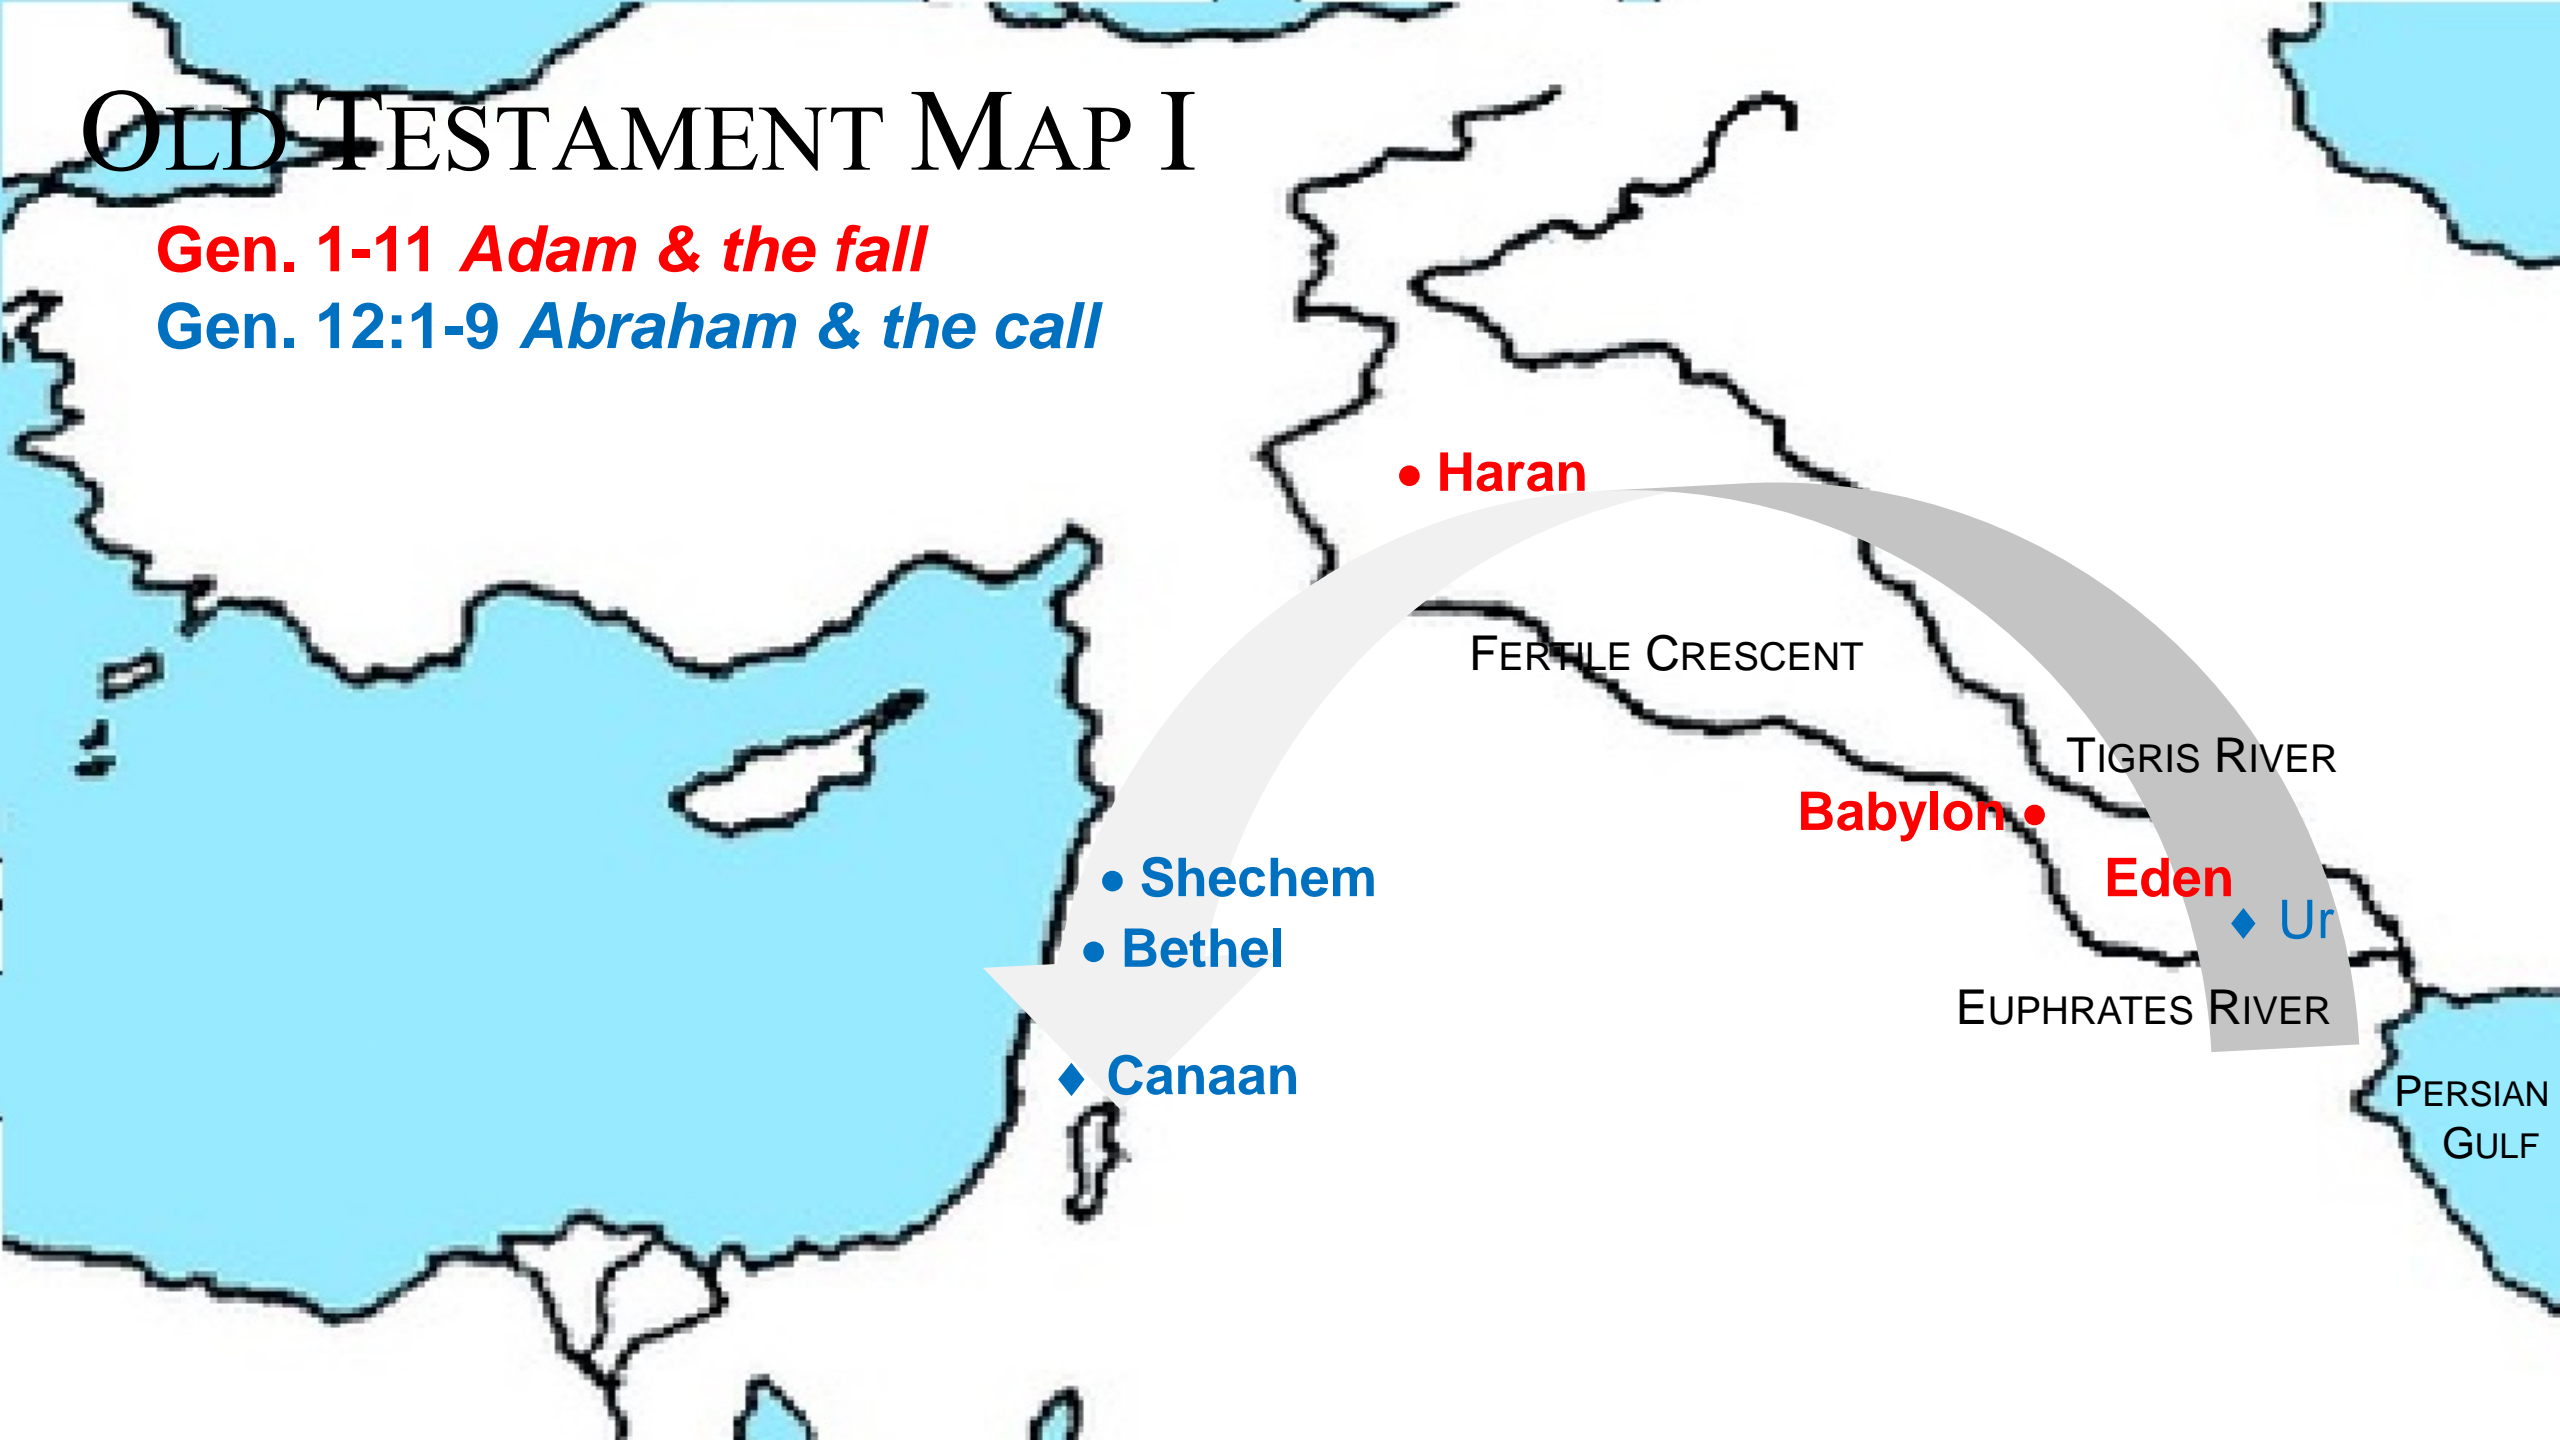 OLD TESTAMENT MAP I
Gen. 1-11 Adam & the fall
Gen. 12:1-9 Abraham & the call
• Haran
FERTILE CRESCENT
TIGRIS RIVER
Babylon •
• Shechem
Eden
♦ Ur
• Bethel
EUPHRATES RIVER
♦ Canaan
PERSIAN
GULF